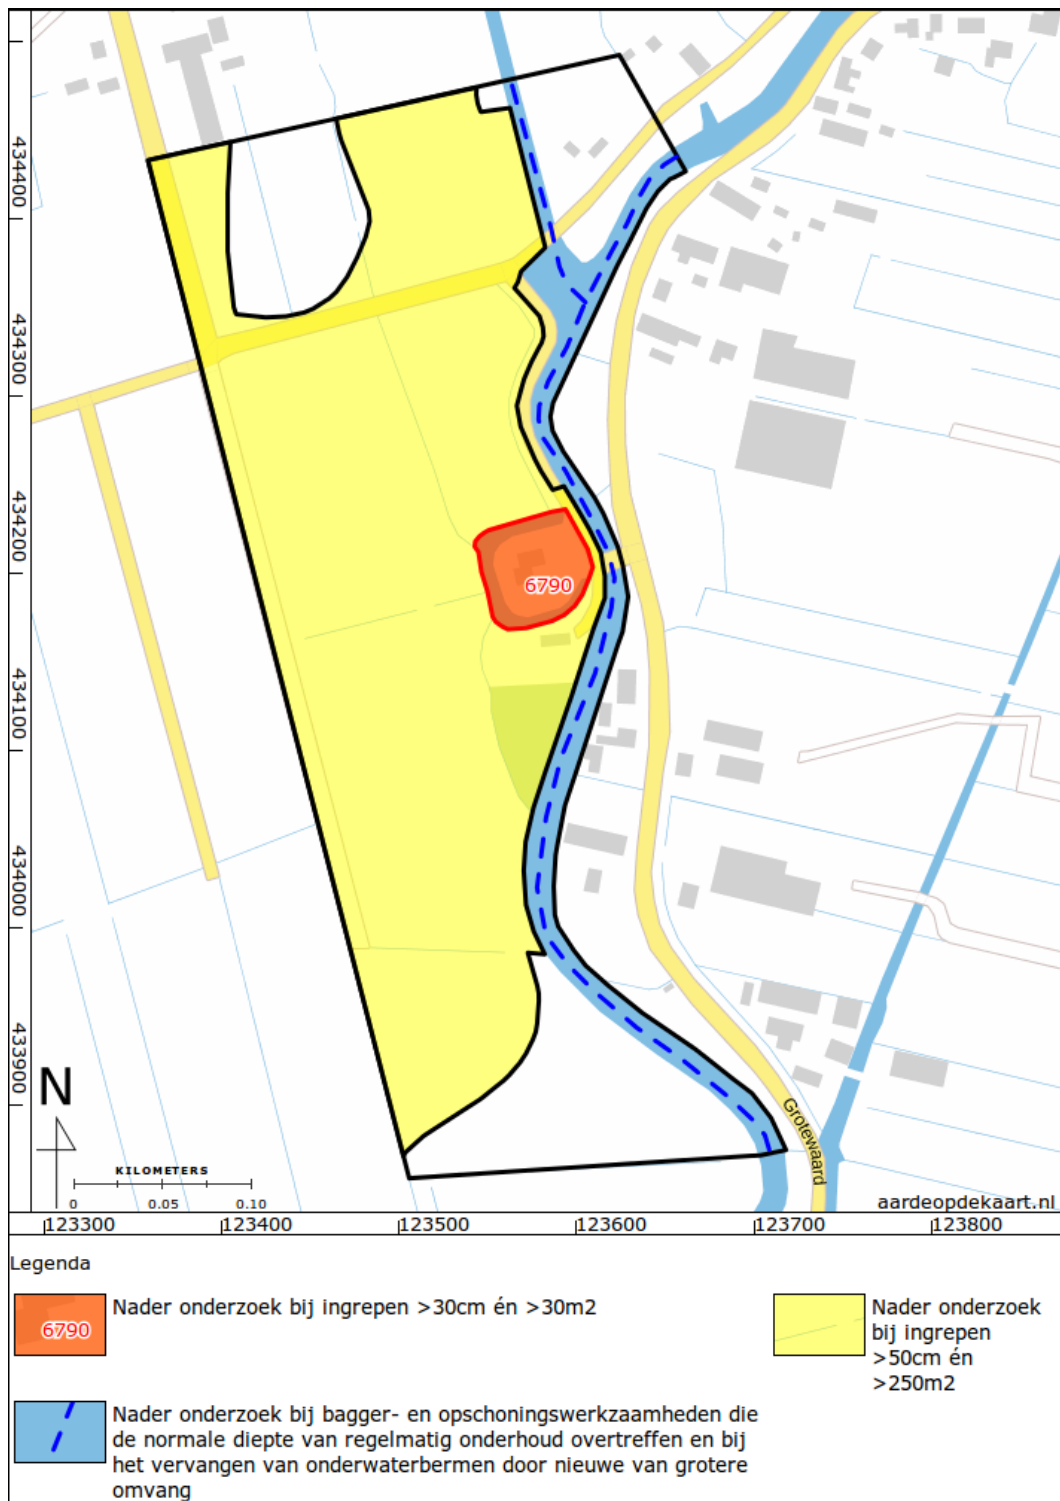 434400
434300
434200
6790
434100
434000
433900
N
KILOMETERS
0 0.05 0.10
Grotewaard
aardeopdekaart.nl
123300 123400 123500 123600 123700 123800
Legenda
6790
Nader onderzoek bij ingrepen >30cm én >30m2
Nader onderzoek
bij ingrepen
>50cm én
>250m2
Nader onderzoek bij bagger- en opschoningswerkzaamheden die
de normale diepte van regelmatig onderhoud overtreffen en bij
het vervangen van onderwaterbermen door nieuwe van grotere
omvang